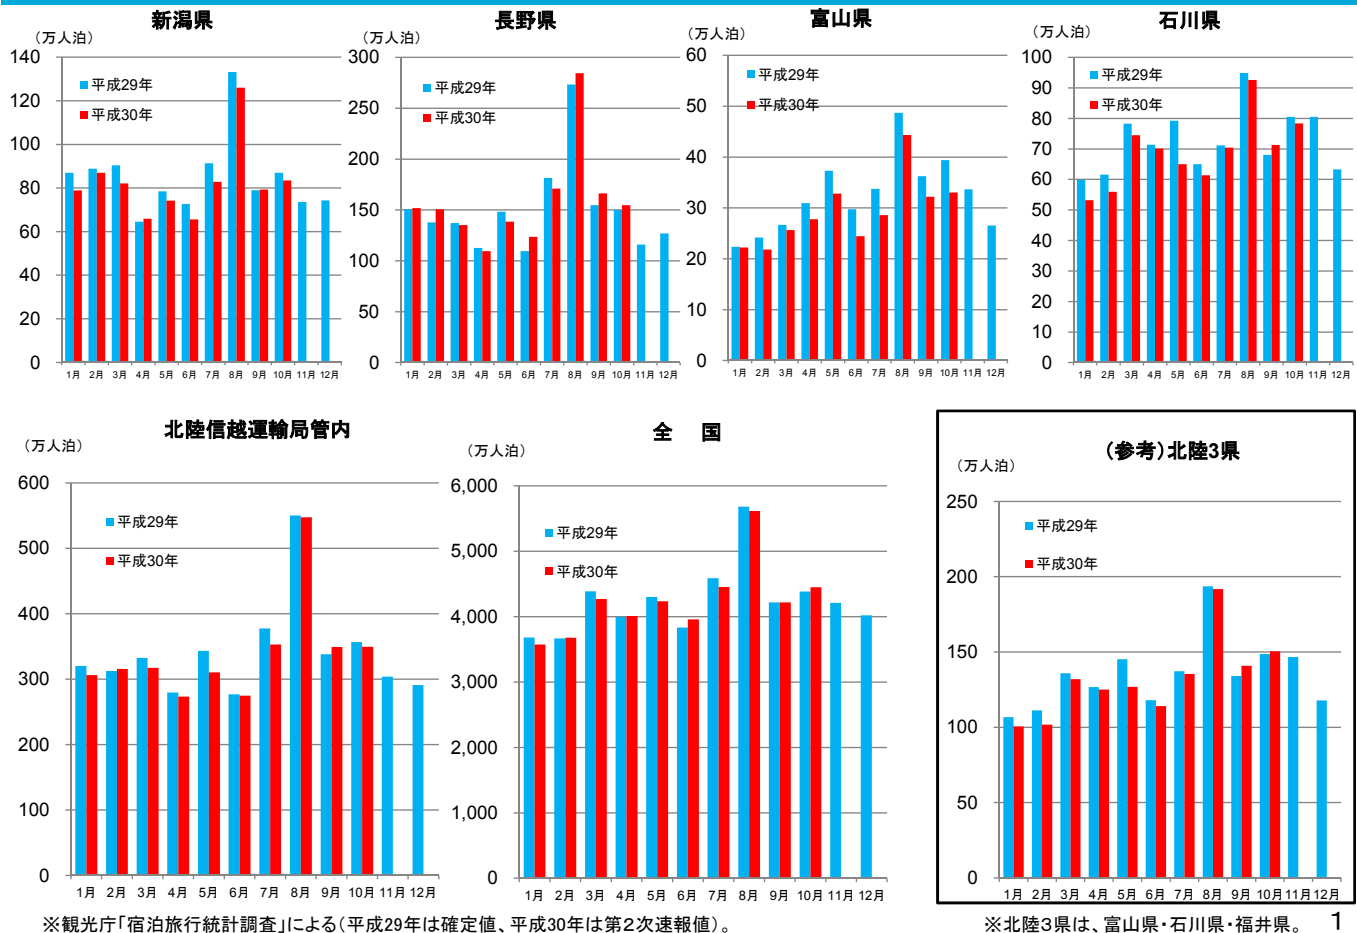 新潟県
（万人泊）
140
120
100
80
60
40
20
0
平成29年
平成30年
1月 2月 3月 4月 5月 6月 7月 8月 9月 10月 11月 12月
長野県
（万人泊）
300
250
200
150
100
50
0
平成29年
平成30年
1月 2月 3月 4月 5月 6月 7月 8月 9月 10月 11月 12月
富山県
（万人泊）
60
50
40
30
20
10
0
平成29年
平成30年
1月 2月 3月 4月 5月 6月 7月 8月 9月 10月 11月 12月
石川県
（万人泊）
100
90
80
70
60
50
40
30
20
10
0
平成29年
平成30年
1月 2月 3月 4月 5月 6月 7月 8月 9月 10月 11月 12月
北陸信越運輸局管内
（万人泊）
600
500
400
300
200
100
0
平成29年
平成30年
1月 2月 3月 4月 5月 6月 7月 8月 9月 10月 11月 12月
全 国
（万人泊）
6,000
5,000
4,000
3,000
2,000
1,000
0
平成29年
平成30年
1月 2月 3月 4月 5月 6月 7月 8月 9月 10月 11月 12月
（参考）北陸3県
（万人泊）
250
200
150
100
50
0
平成29年
平成30年
1月 2月 3月 4月 5月 6月 7月 8月 9月 10月 11月 12月
※観光庁「宿泊旅行統計調査」による（平成29年は確定値、平成30年は第２次速報値）。
※北陸３県は、富山県・石川県・福井県。
1